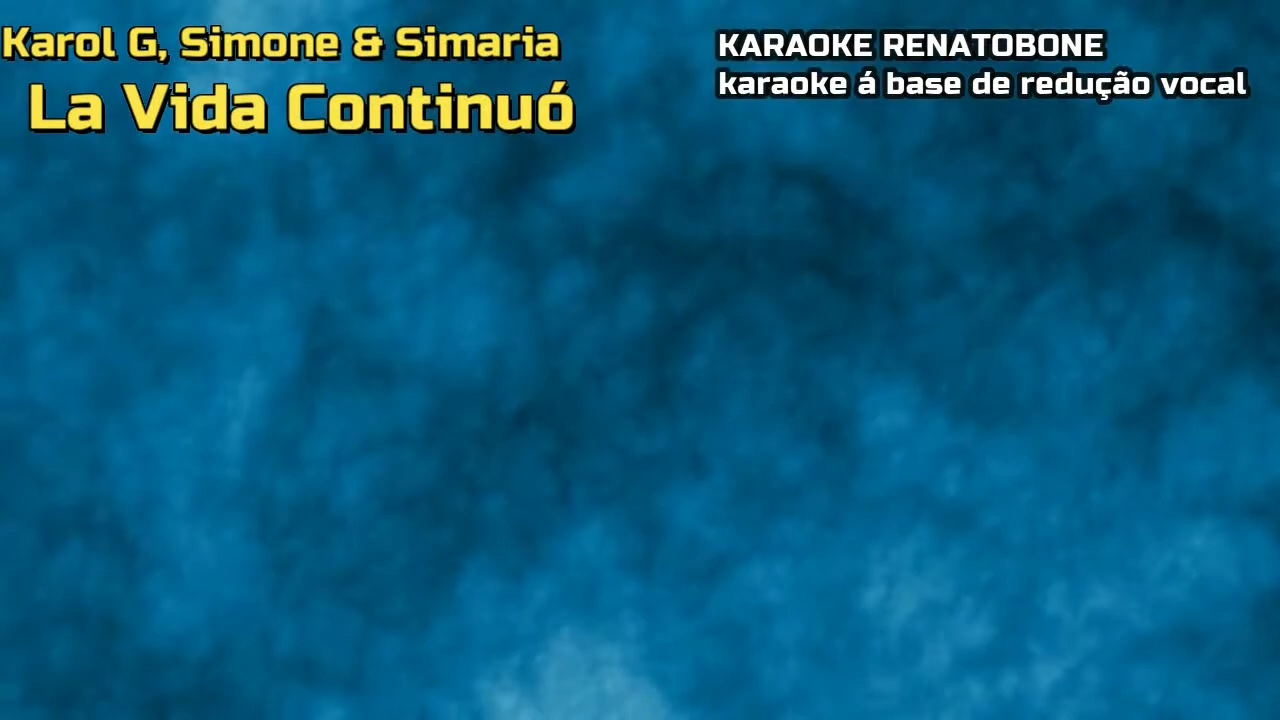 Karol G, Simone & Simaria
La Vida Continuó
KARAOKE RENATOBONE
karaoke á base de redução vocal